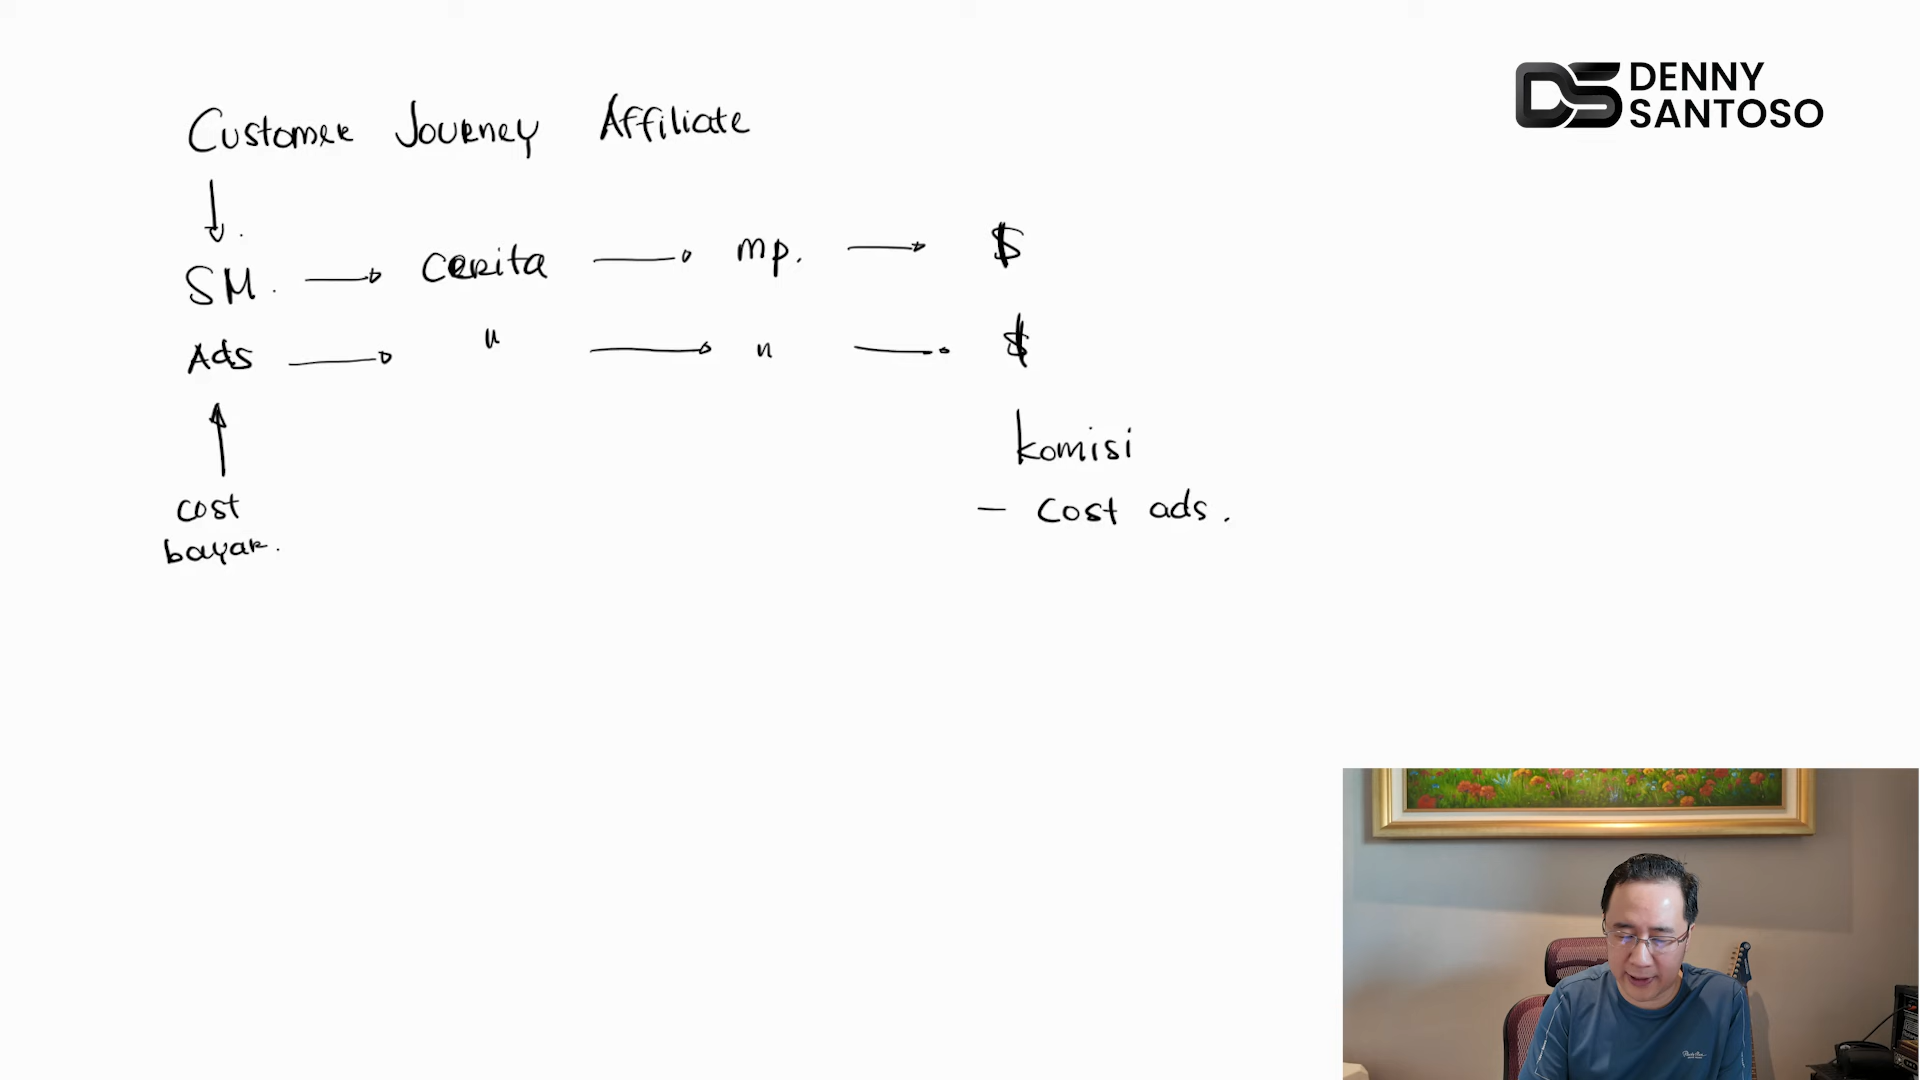 DENNY
SANTOSO
Customer Journey Affiliate
SM. cerita mp. $
Ads " " $
cost
bayar.
komisi
- cost ads.